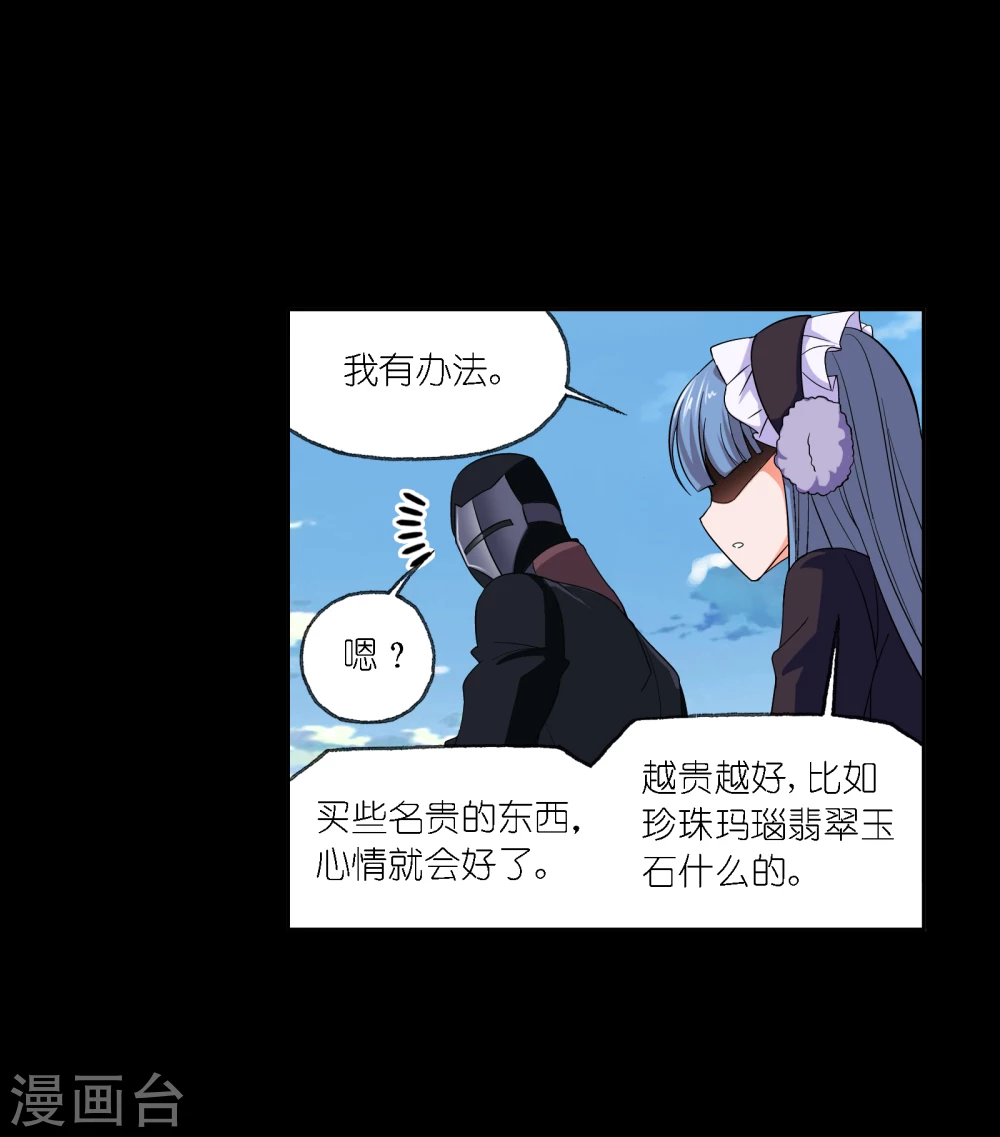 我有办法。
嗯？
买些名贵的东西，
心情就会好了。
越贵越好，比如
珍珠玛瑙翡翠玉
石什么的。
漫画台